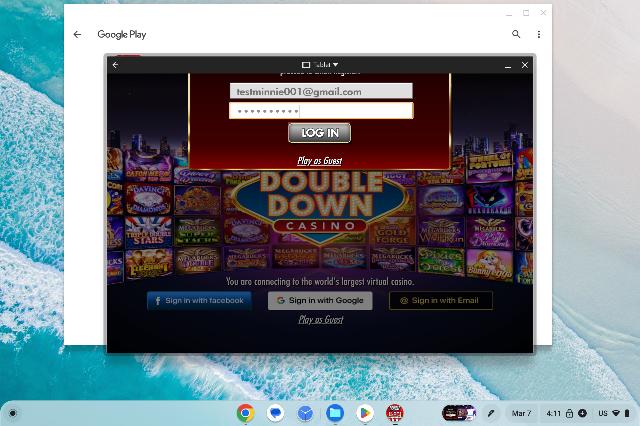 Google Play
Tablet
testminnie001@gmail.com
LOG IN
Play as Guest
DOUBLE
DOWN
CASINO
You are connecting to the world's largest virtual casino.
Sign in with facebook
Sign in with Google
Sign in with Email
Play as Guest
Mar 7
4:11
US